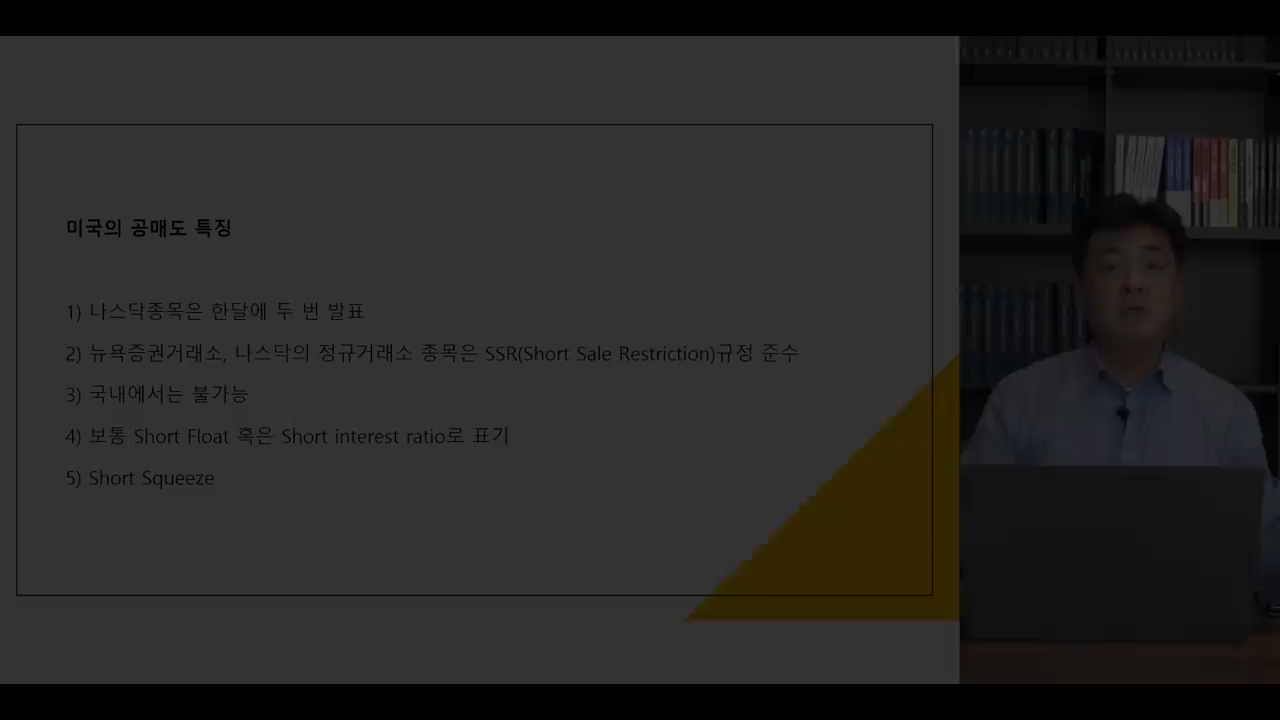 미국의 공매도 특징
1) 나스닥종목은 한달에 두 번 발표
2) 뉴욕증권거래소, 나스닥의 정규거래소 종목은 SSR(Short Sale Restriction)규정 준수
3) 국내에서는 불가능
4) 보통 Short Float 혹은 Short interest ratio로 표기
5) Short Squeeze